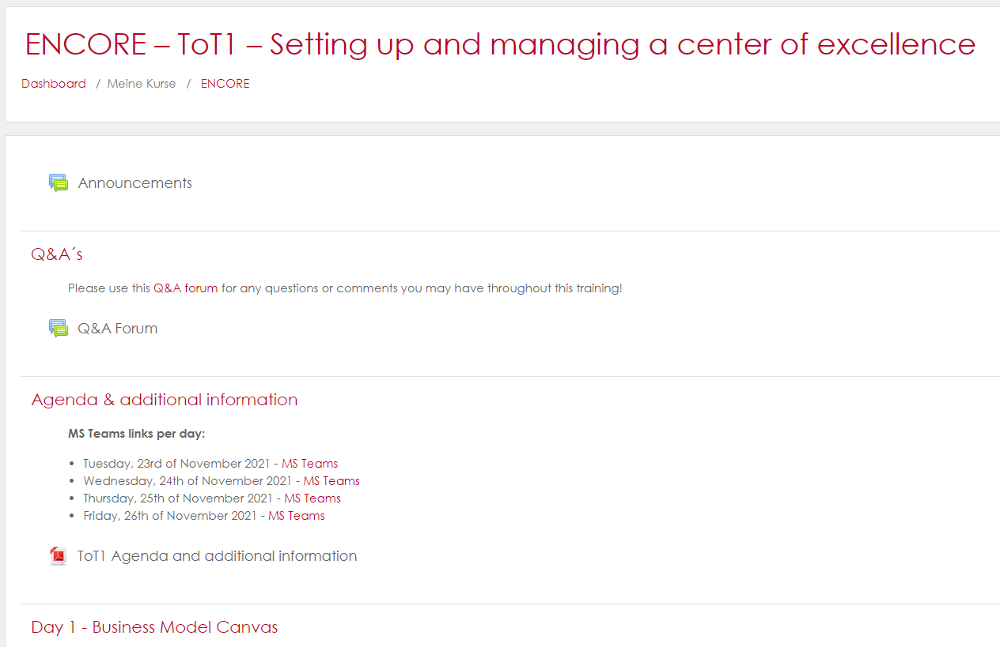 ENCORE – ToT1 – Setting up and managing a center of excellence
Dashboard / Meine Kurse / ENCORE
Announcements
Q&A´s
Please use this Q&A forum for any questions or comments you may have throughout this training!
Q&A Forum
Agenda & additional information
MS Teams links per day:
• Tuesday, 23rd of November 2021 - MS Teams
• Wednesday, 24th of November 2021 - MS Teams
• Thursday, 25th of November 2021 - MS Teams
• Friday, 26th of November 2021 - MS Teams
ToT1 Agenda and additional information
Day 1 - Business Model Canvas